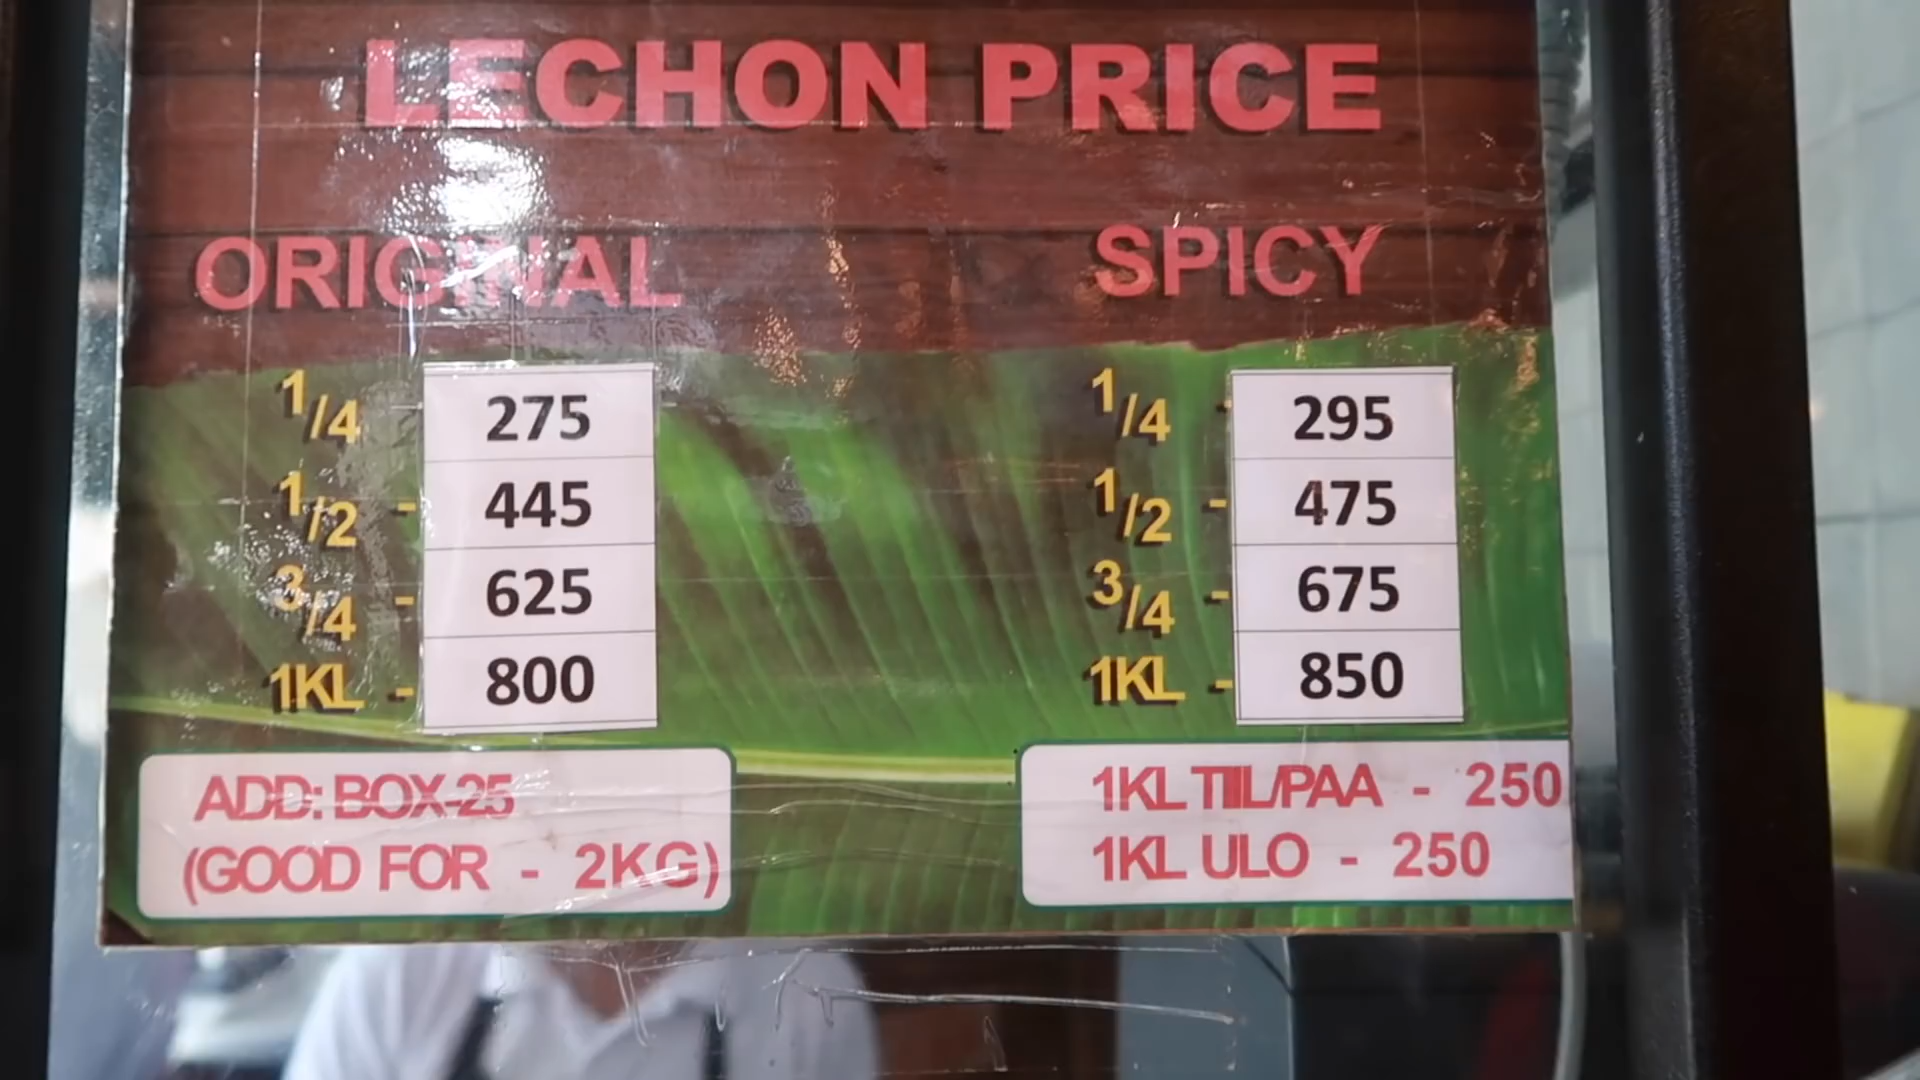 LECHON PRICE
ORIGINAL
1/4 - 275
1/2 - 445
3/4 - 625
1KL - 800
ADD: BOX-25
(GOOD FOR - 2KG)
SPICY
1/4 - 295
1/2 - 475
3/4 - 675
1KL - 850
1KL TIIL/PAA - 250
1KL ULO - 250